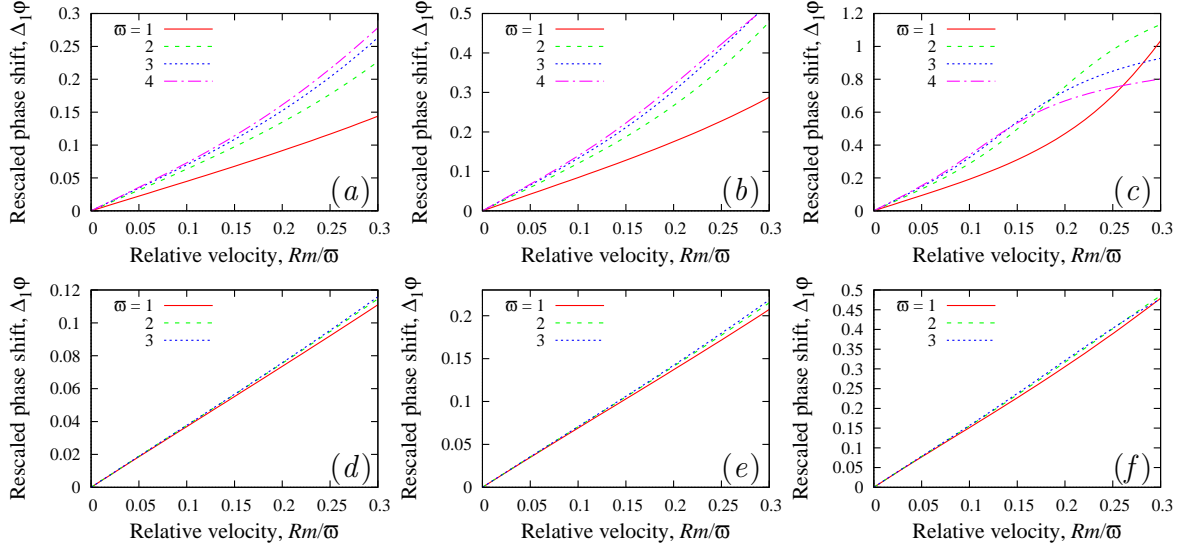 Rescaled phase shift, Δ₁φ
0.3
0.25
0.2
0.15
0.1
0.05
0
ϖ = 1
2
3
4
(a)
0 0.05 0.1 0.15 0.2 0.25 0.3
Relative velocity, Rm/ϖ
Rescaled phase shift, Δ₁φ
0.5
0.4
0.3
0.2
0.1
0
ϖ = 1
2
3
4
(b)
0 0.05 0.1 0.15 0.2 0.25 0.3
Relative velocity, Rm/ϖ
Rescaled phase shift, Δ₁φ
1.2
1
0.8
0.6
0.4
0.2
0
ϖ = 1
2
3
4
(c)
0 0.05 0.1 0.15 0.2 0.25 0.3
Relative velocity, Rm/ϖ
Rescaled phase shift, Δ₁φ
0.12
0.1
0.08
0.06
0.04
0.02
0
ϖ = 1
2
3
(d)
0 0.05 0.1 0.15 0.2 0.25 0.3
Relative velocity, Rm/ϖ
Rescaled phase shift, Δ₁φ
0.2
0.15
0.1
0.05
0
ϖ = 1
2
3
(e)
0 0.05 0.1 0.15 0.2 0.25 0.3
Relative velocity, Rm/ϖ
Rescaled phase shift, Δ₁φ
0.5
0.45
0.4
0.35
0.3
0.25
0.2
0.15
0.1
0.05
0
ϖ = 1
2
3
(f)
0 0.05 0.1 0.15 0.2 0.25 0.3
Relative velocity, Rm/ϖ